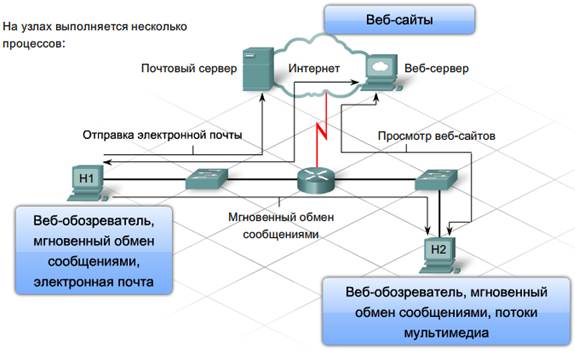 На узлах выполняется несколько
процессов:
Веб-сайты
Почтовый сервер
Интернет
Веб-сервер
Отправка электронной почты
Просмотр веб-сайтов
H1
Мгновенный обмен
сообщениями
Веб-обозреватель,
мгновенный обмен
сообщениями,
электронная почта
H2
Веб-обозреватель, мгновенный
обмен сообщениями, потоки
мультимедиа